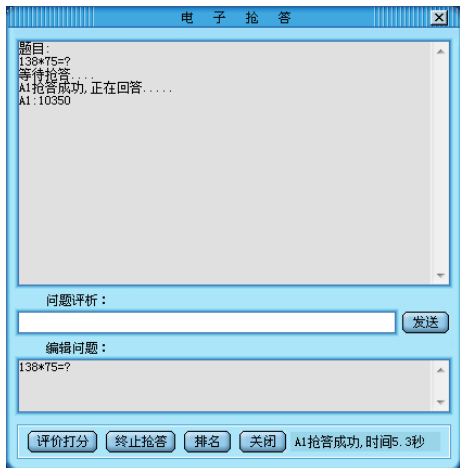 电子抢答
题目:
138*75=?
等待抢答....
A1抢答成功,正在回答.....
A1:10350
问题评析：
发送
编辑问题：
138*75=?
评价打分 终止抢答 排名 关闭 A1抢答成功,时间5.3秒